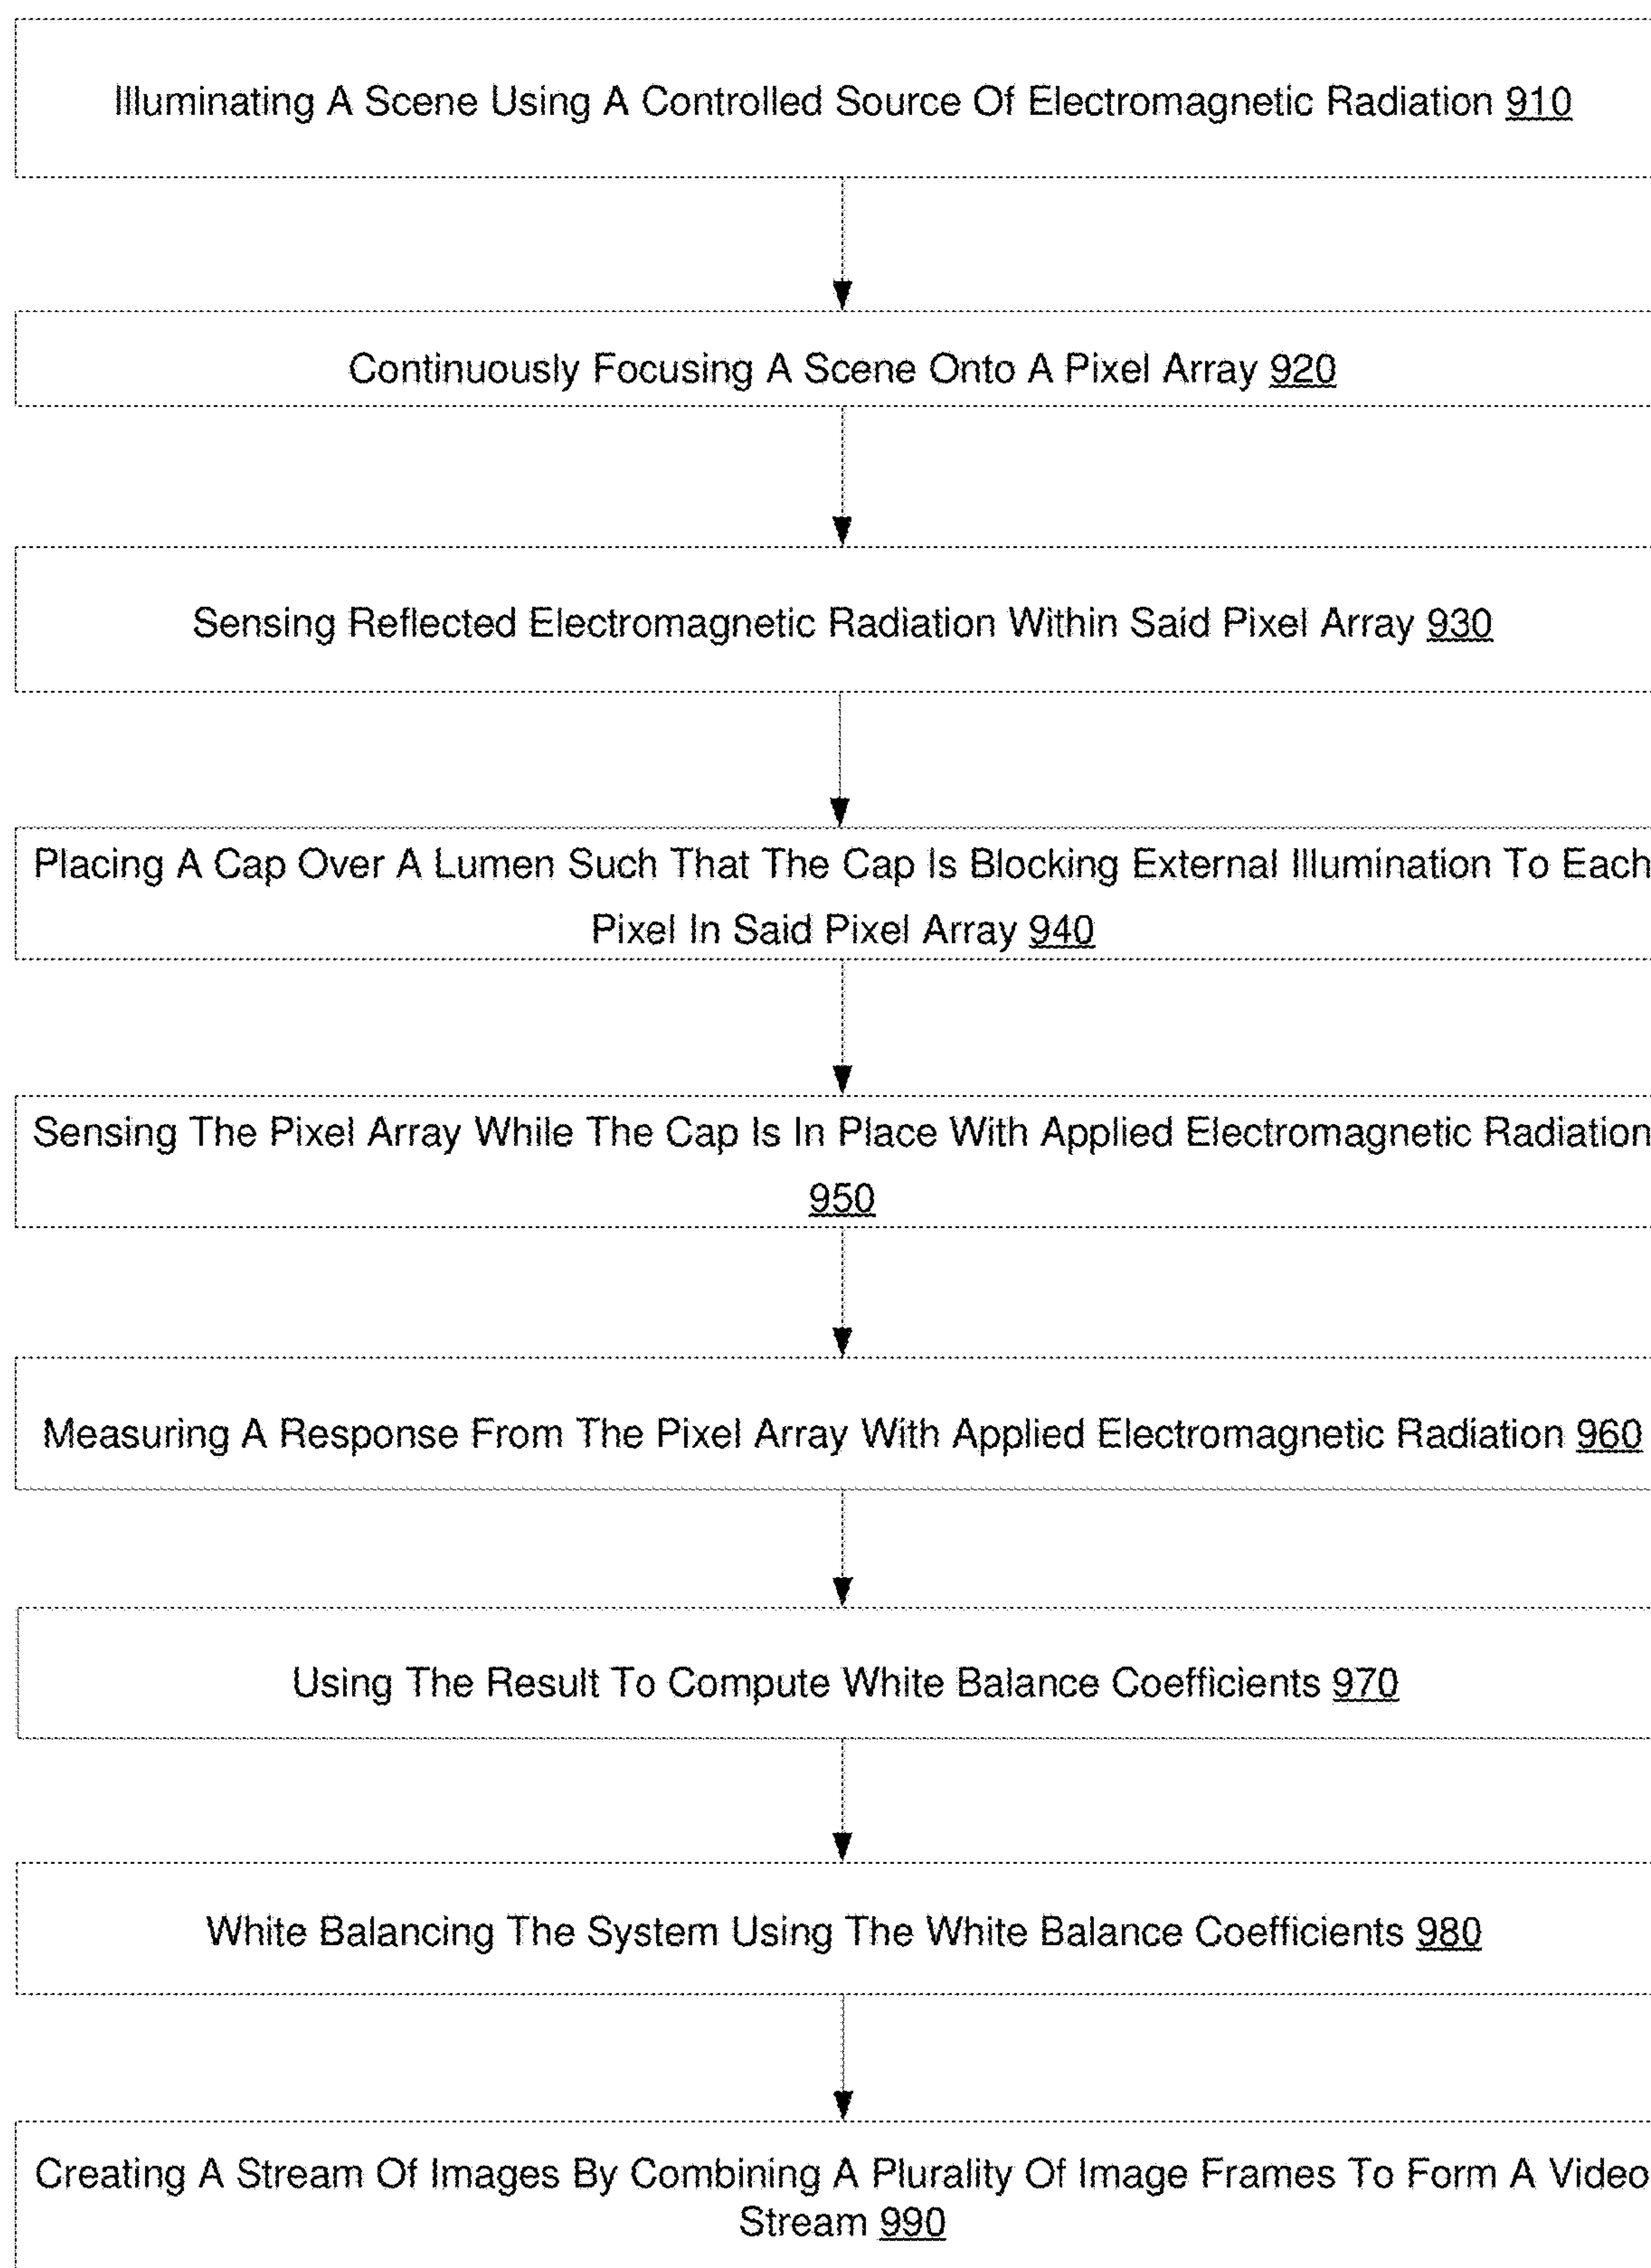 Illuminating A Scene Using A Controlled Source Of Electromagnetic Radiation 910
Continuously Focusing A Scene Onto A Pixel Array 920
Sensing Reflected Electromagnetic Radiation Within Said Pixel Array 930
Placing A Cap Over A Lumen Such That The Cap Is Blocking External Illumination To Each
Pixel In Said Pixel Array 940
Sensing The Pixel Array While The Cap Is In Place With Applied Electromagnetic Radiation
950
Measuring A Response From The Pixel Array With Applied Electromagnetic Radiation 960
Using The Result To Compute White Balance Coefficients 970
White Balancing The System Using The White Balance Coefficients 980
Creating A Stream Of Images By Combining A Plurality Of Image Frames To Form A Video
Stream 990